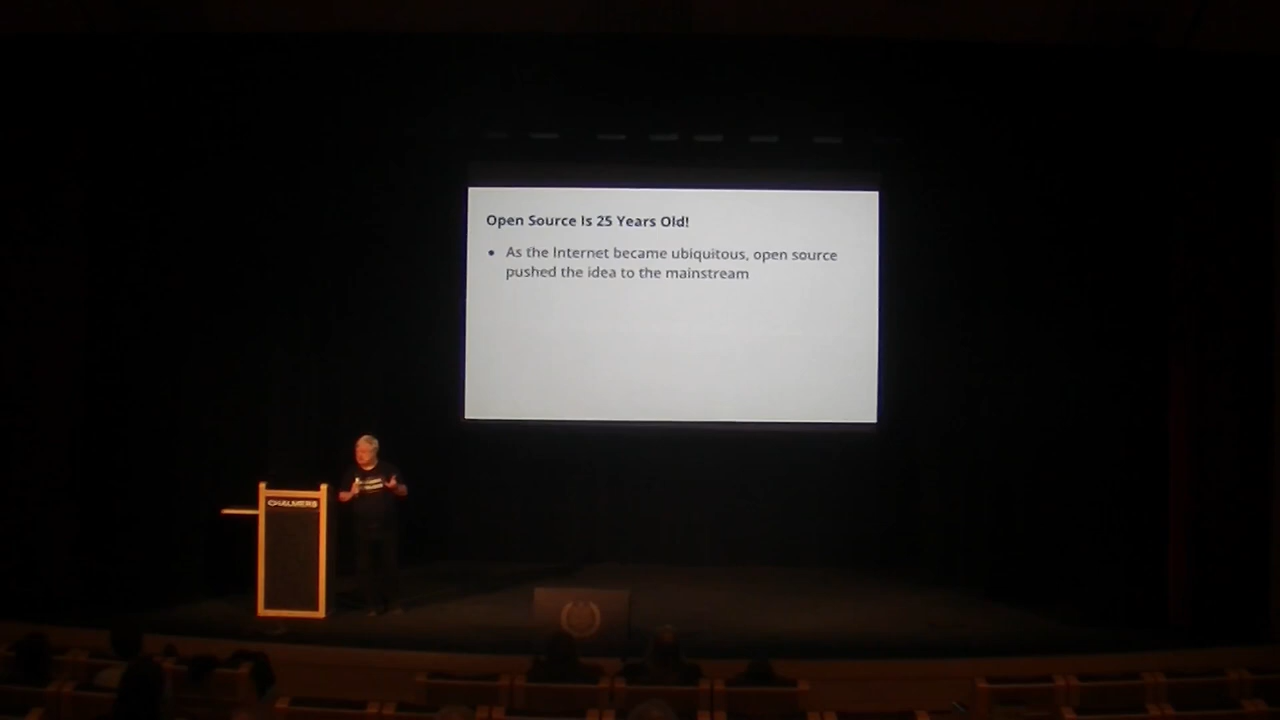 Open Source Is 25 Years Old!
• As the Internet became ubiquitous, open source
pushed the idea to the mainstream
CHALMERS